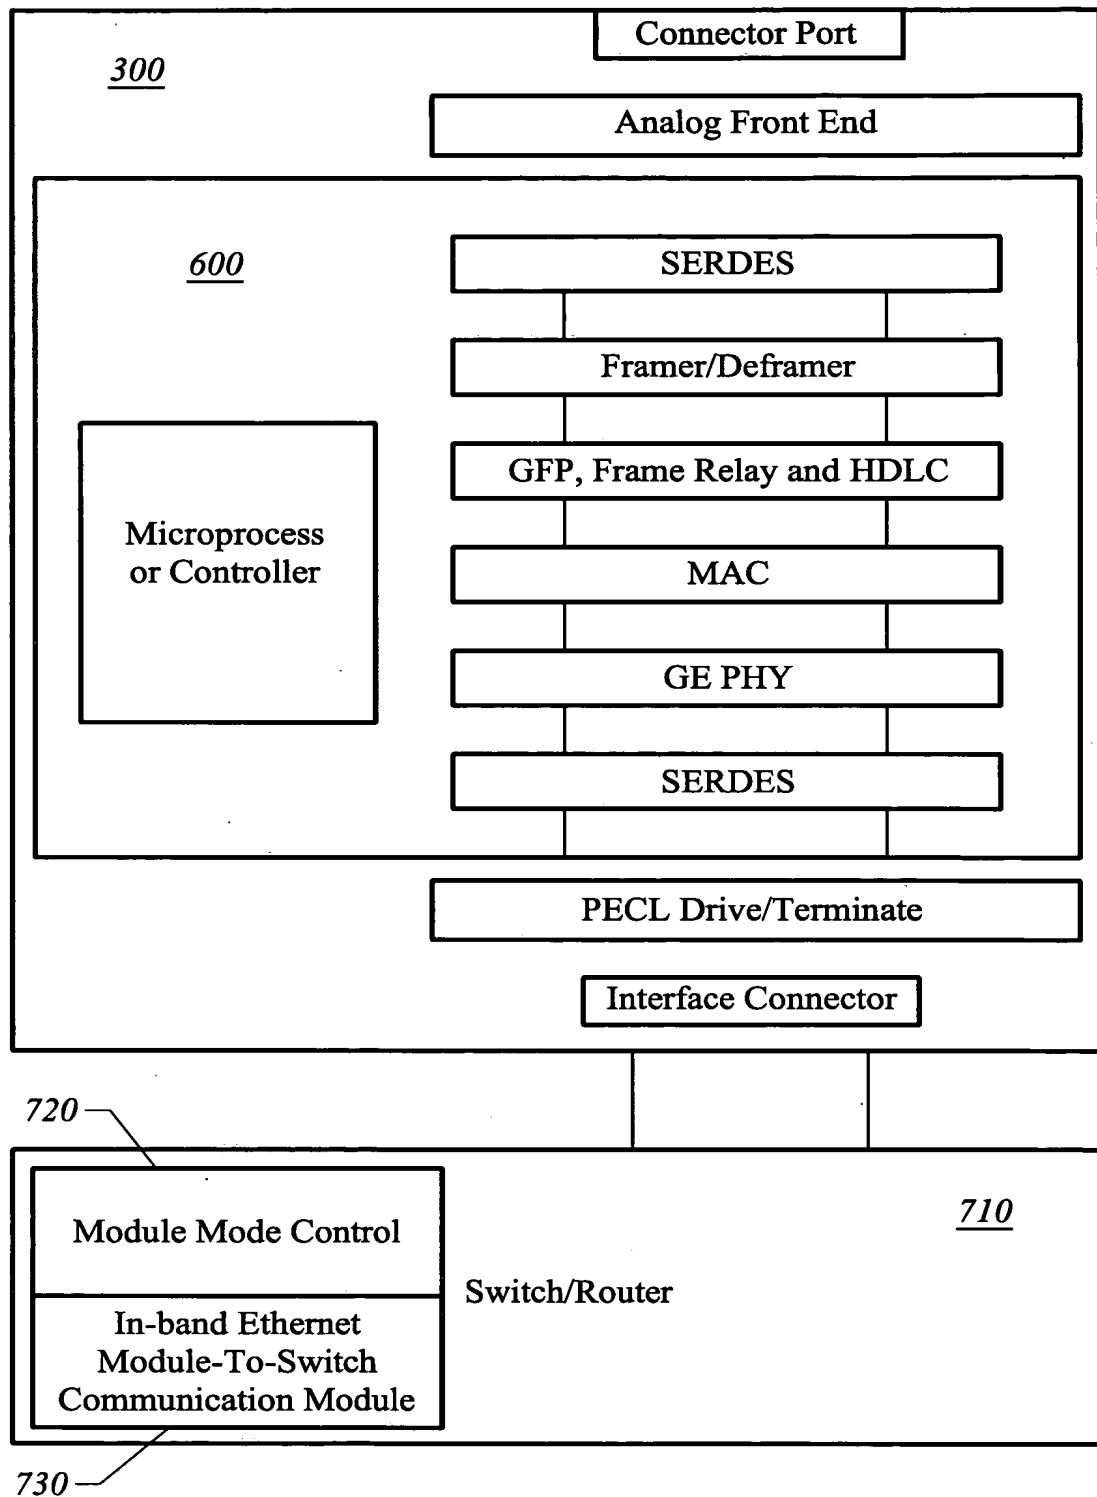 Connector Port
300
Analog Front End
600
SERDES
Framer/Deframer
GFP, Frame Relay and HDLC
Microprocess
or Controller
MAC
GE PHY
SERDES
PECL Drive/Terminate
Interface Connector
720
710
Module Mode Control
Switch/Router
In-band Ethernet
Module-To-Switch
Communication Module
730